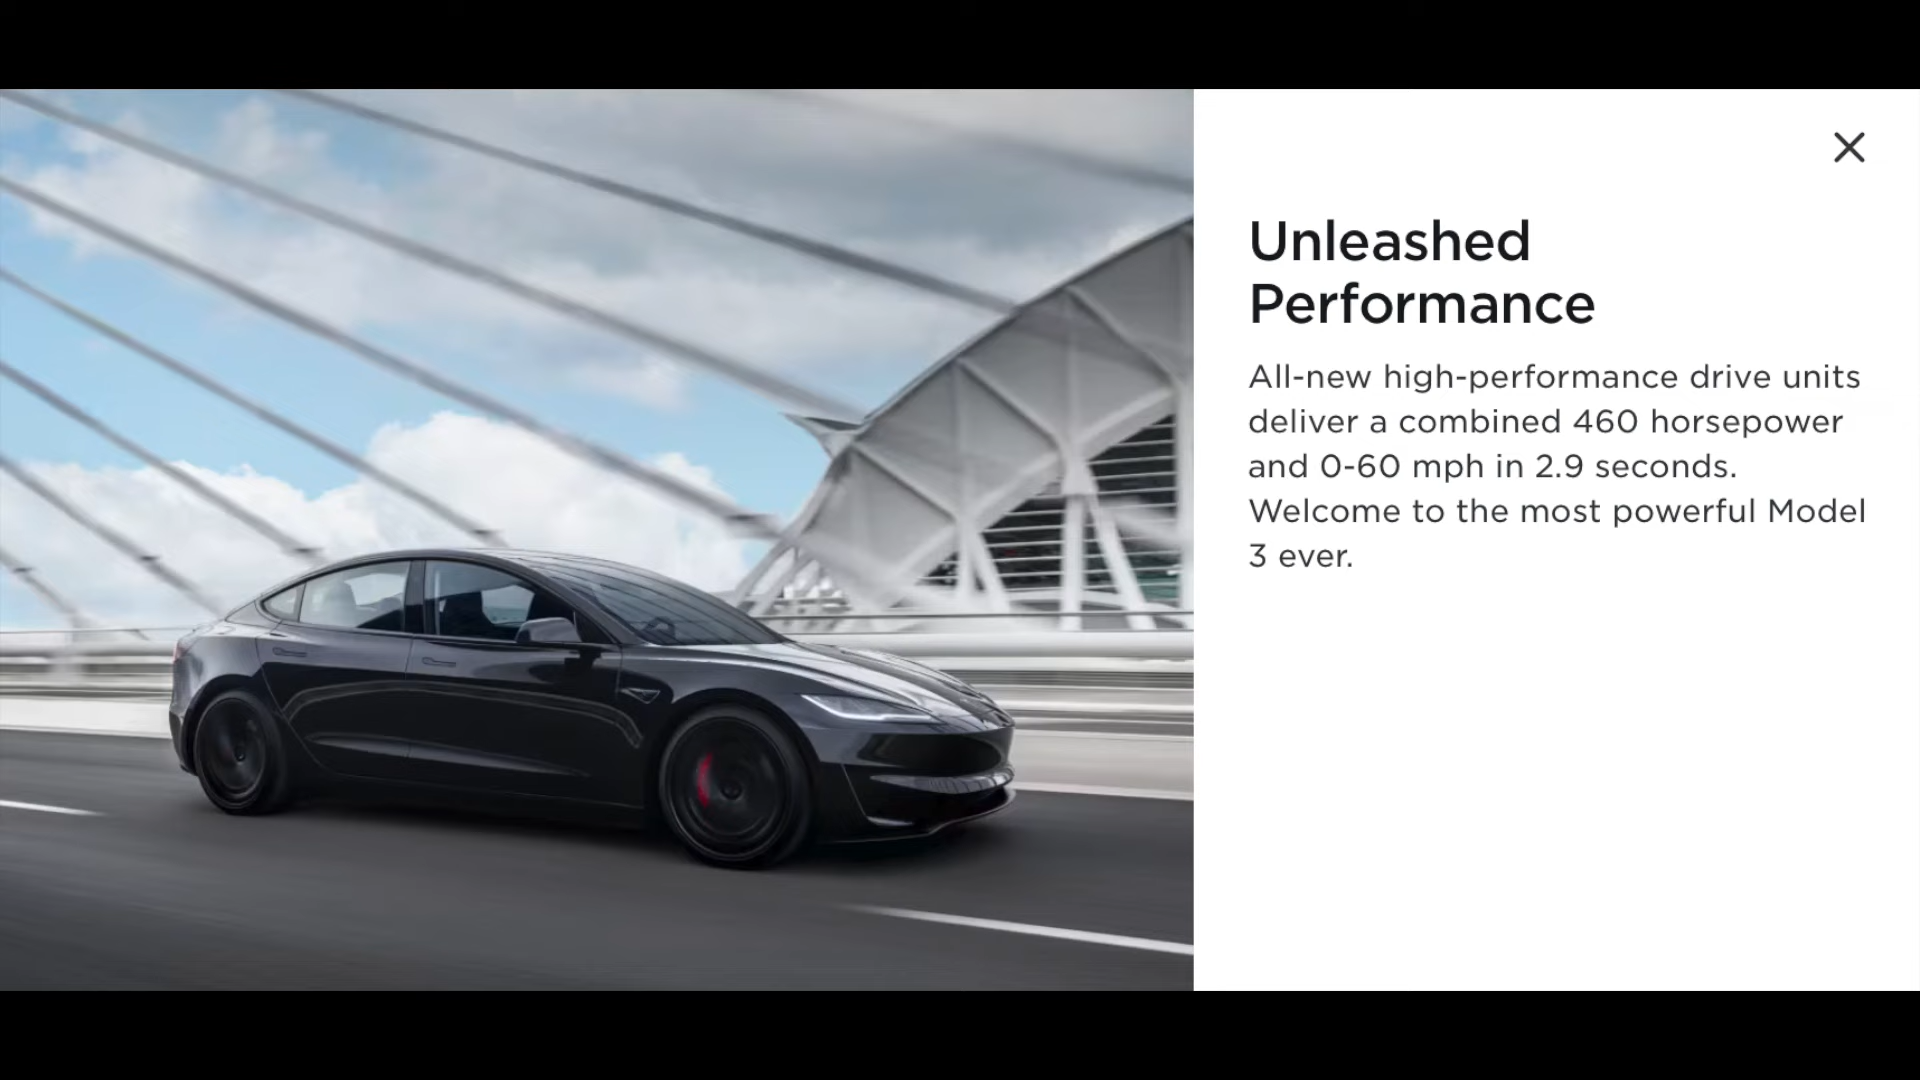 Unleashed
Performance
All-new high-performance drive units
deliver a combined 460 horsepower
and 0-60 mph in 2.9 seconds.
Welcome to the most powerful Model
3 ever.